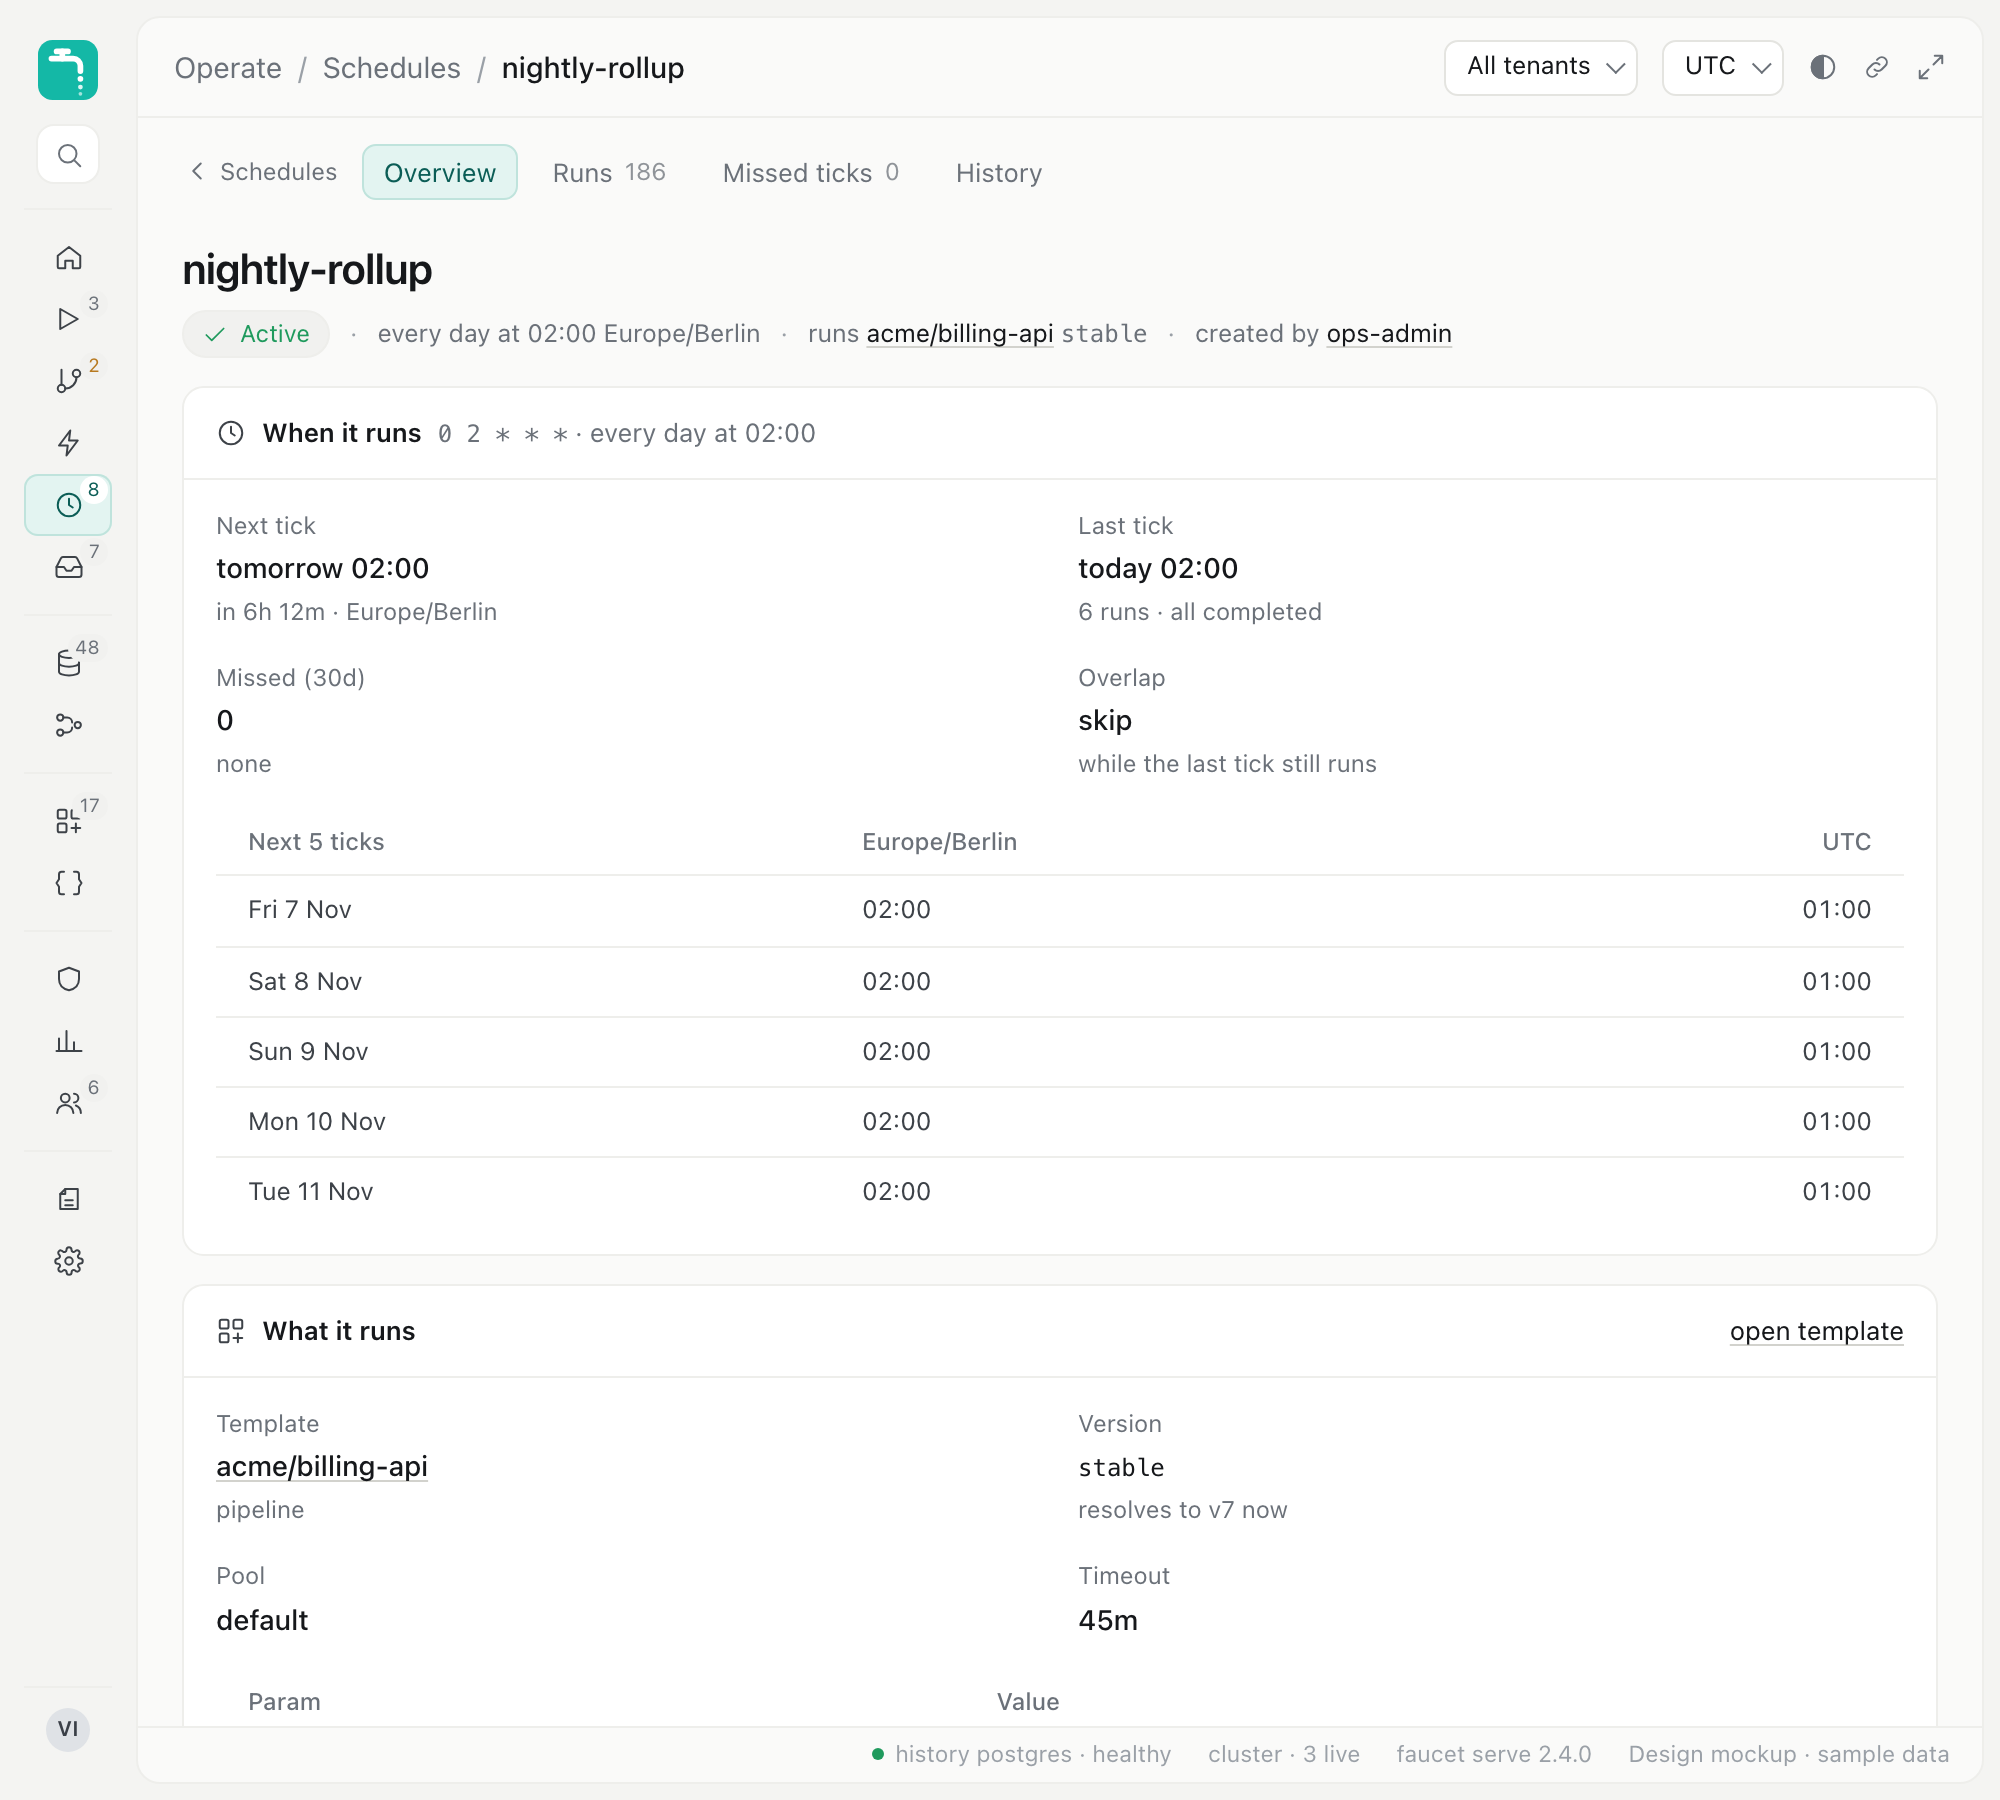 Operate / Schedules / nightly-rollup
All tenants
UTC
Schedules
Overview
Runs 186
Missed ticks 0
History
3
2
8
7
48
17
6
VI
nightly-rollup
Active · every day at 02:00 Europe/Berlin · runs acme/billing-api stable · created by ops-admin
When it runs 0 2 * * * · every day at 02:00
Next tick
tomorrow 02:00
in 6h 12m · Europe/Berlin
Last tick
today 02:00
6 runs · all completed
Missed (30d)
0
none
Overlap
skip
while the last tick still runs
Next 5 ticks Europe/Berlin UTC
Fri 7 Nov 02:00 01:00
Sat 8 Nov 02:00 01:00
Sun 9 Nov 02:00 01:00
Mon 10 Nov 02:00 01:00
Tue 11 Nov 02:00 01:00
What it runs
open template
Template
acme/billing-api
pipeline
Version
stable
resolves to v7 now
Pool
default
Timeout
45m
Param Value
history postgres · healthy
cluster · 3 live
faucet serve 2.4.0
Design mockup · sample data